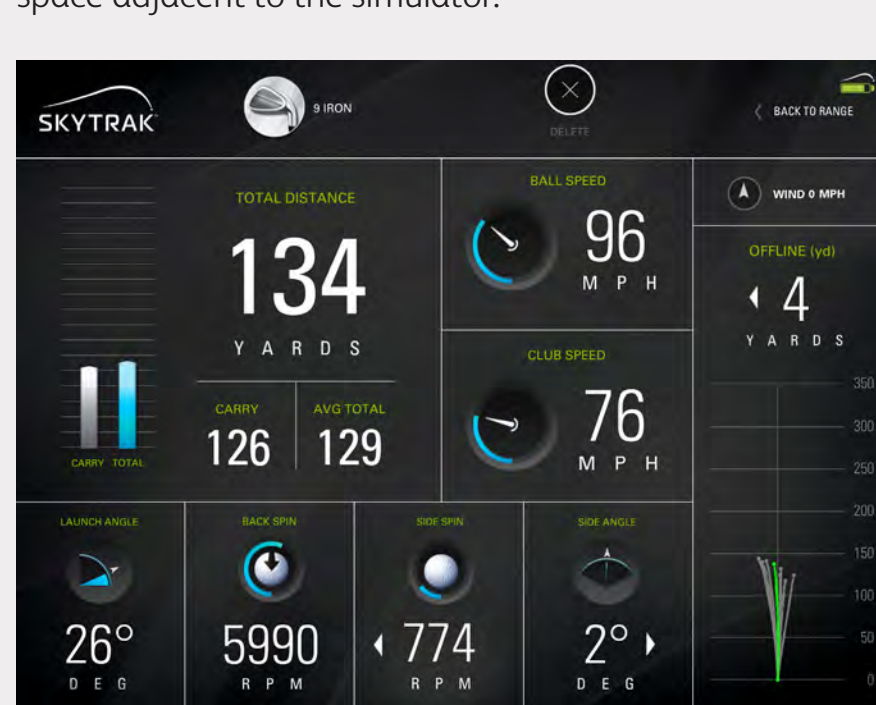 space adjacent to the simulator.
SKYTRAK
9 IRON
DELETE
BACK TO RANGE
TOTAL DISTANCE
134
YARDS
CARRY
126
AVG TOTAL
129
CARRY TOTAL
BALL SPEED
96
MPH
CLUB SPEED
76
MPH
WIND 0 MPH
OFFLINE (yd)
4
YARDS
350
300
250
200
150
100
50
0
LAUNCH ANGLE
26°
DEG
BACK SPIN
5990
RPM
SIDE SPIN
774
RPM
SIDE ANGLE
2°
DEG